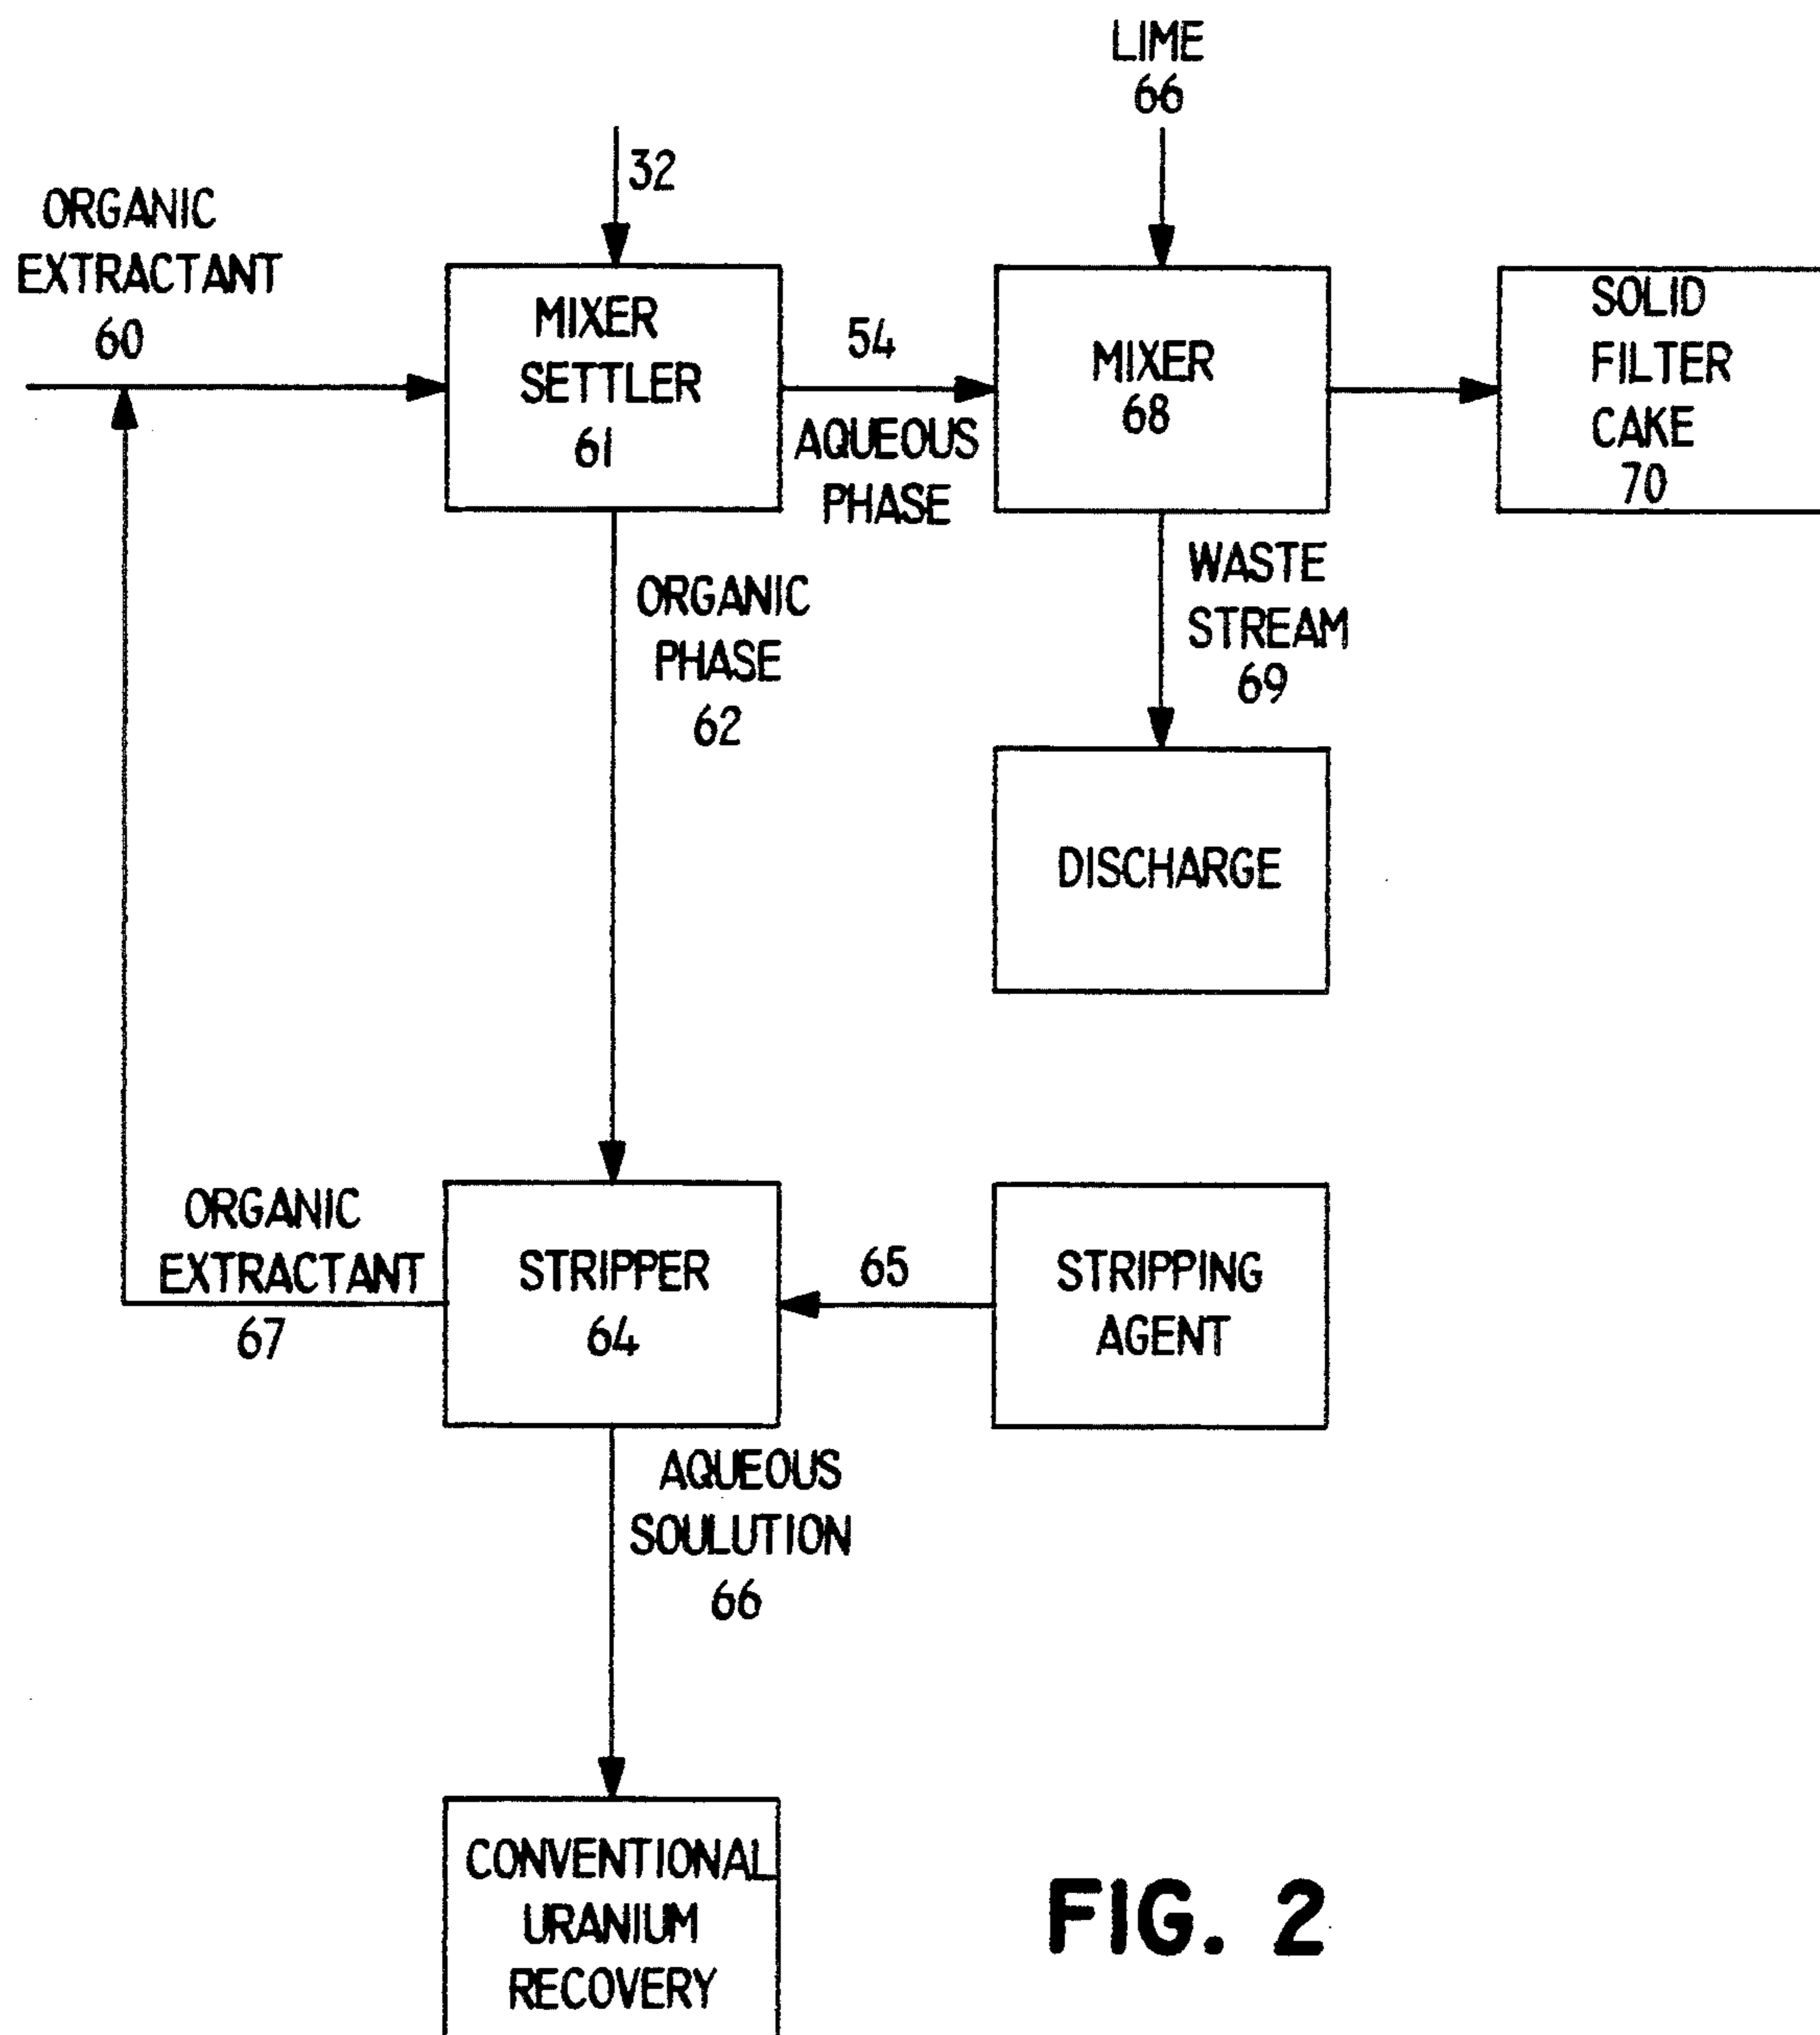 LIME
66
32
ORGANIC
EXTRACTANT
60
MIXER
SETTLER
61
54
AQUEOUS
PHASE
MIXER
68
SOLID
FILTER
CAKE
70
ORGANIC
PHASE
62
WASTE
STREAM
69
DISCHARGE
ORGANIC
EXTRACTANT
67
STRIPPER
64
65
STRIPPING
AGENT
AQUEOUS
SOULUTION
66
CONVENTIONAL
URANIUM
RECOVERY
FIG. 2